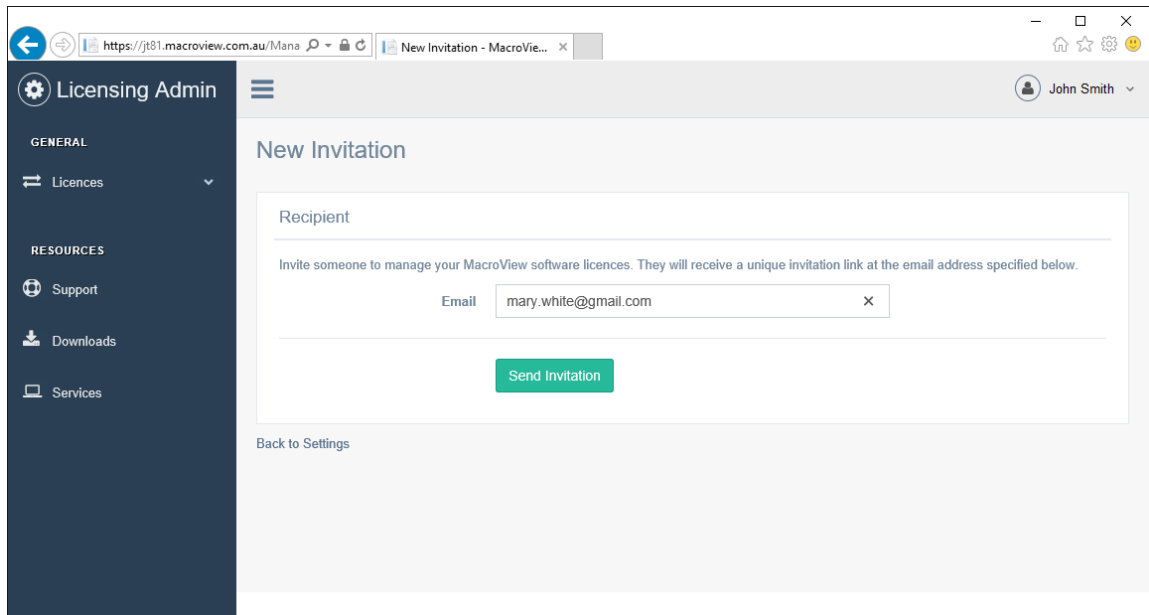 https://jt81.macroview.com.au/Mana
New Invitation - MacroVie...
Licensing Admin
John Smith
GENERAL
Licences
RESOURCES
Support
Downloads
Services
New Invitation
Recipient
Invite someone to manage your MacroView software licences. They will receive a unique invitation link at the email address specified below.
Email mary.white@gmail.com
Send Invitation
Back to Settings